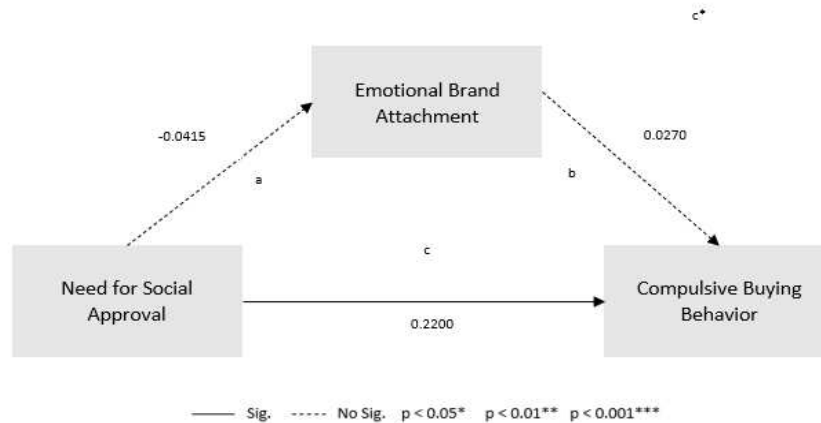 c*
Emotional Brand
Attachment
-0.0415
0.0270
a
b
c
Need for Social
Approval
Compulsive Buying
Behavior
0.2200
Sig. No Sig. p < 0.05* p < 0.01** p < 0.001***